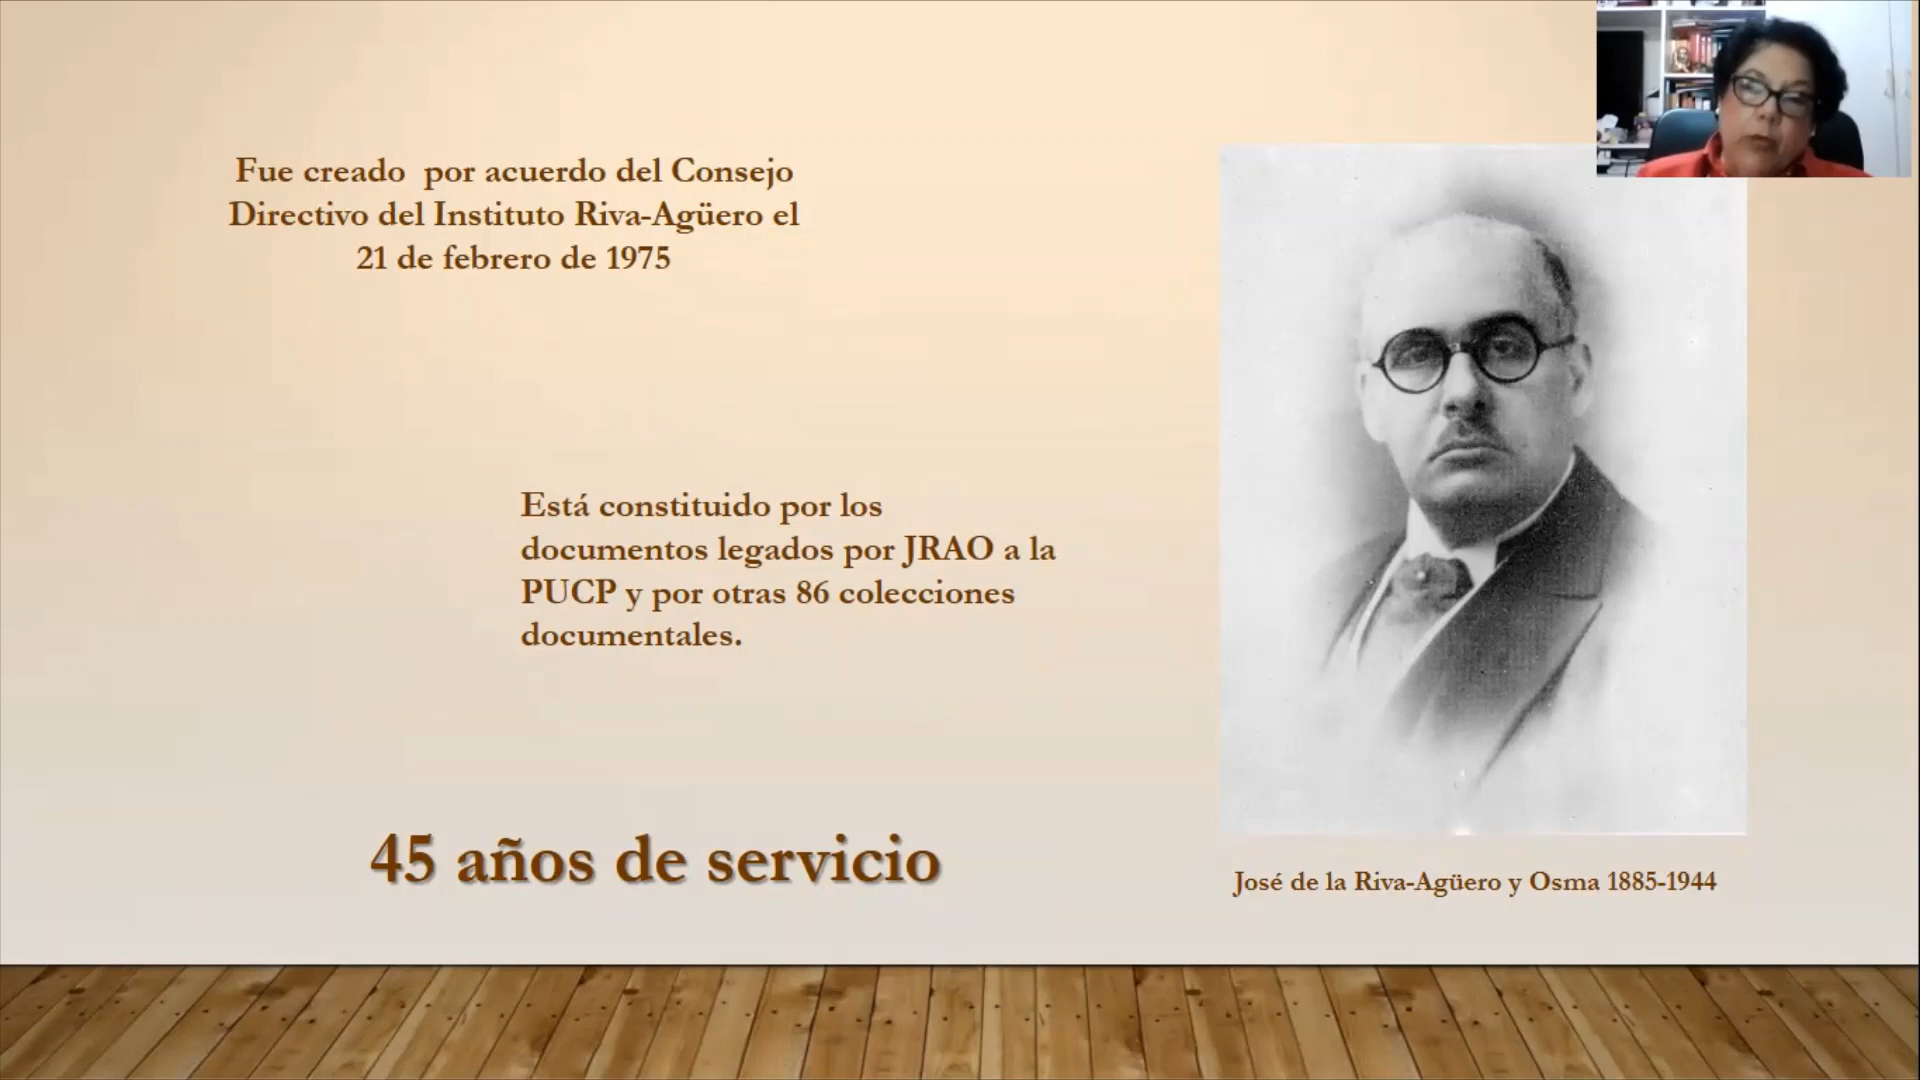 Fue creado por acuerdo del Consejo
Directivo del Instituto Riva-Agüero el
21 de febrero de 1975
Está constituido por los
documentos legados por JRAO a la
PUCP y por otras 86 colecciones
documentales.
45 años de servicio
José de la Riva-Agüero y Osma 1885-1944